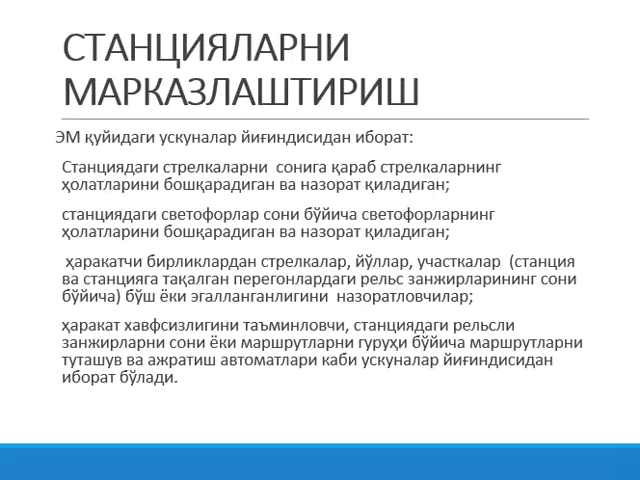 СТАНЦИЯЛАРНИ
МАРКАЗЛАШТИРИШ
ЭМ қуйидаги ускуналар йиғиндисидан иборат:
Станциядаги стрелкаларни сонига қараб стрелкаларнинг
ҳолатларини бошқарадиган ва назорат қиладиган;
станциядаги светофорлар сони бўйича светофорларнинг
ҳолатларини бошқарадиган ва назорат қиладиган;
ҳаракатчи бирликлардан стрелкалар, йўллар, участкалар (станция
ва станцияга тақалган перегонлардаги рельс занжирларининг сони
бўйича) бўш ёки эгалланганлигини назоратловчилар;
ҳаракат хавфсизлигини таъминловчи, станциядаги рельсли
занжирларни сони ёки маршрутларни гуруҳи бўйича маршрутларни
туташув ва ажратиш автоматлари каби ускуналар йиғиндисидан
иборат бўлади.